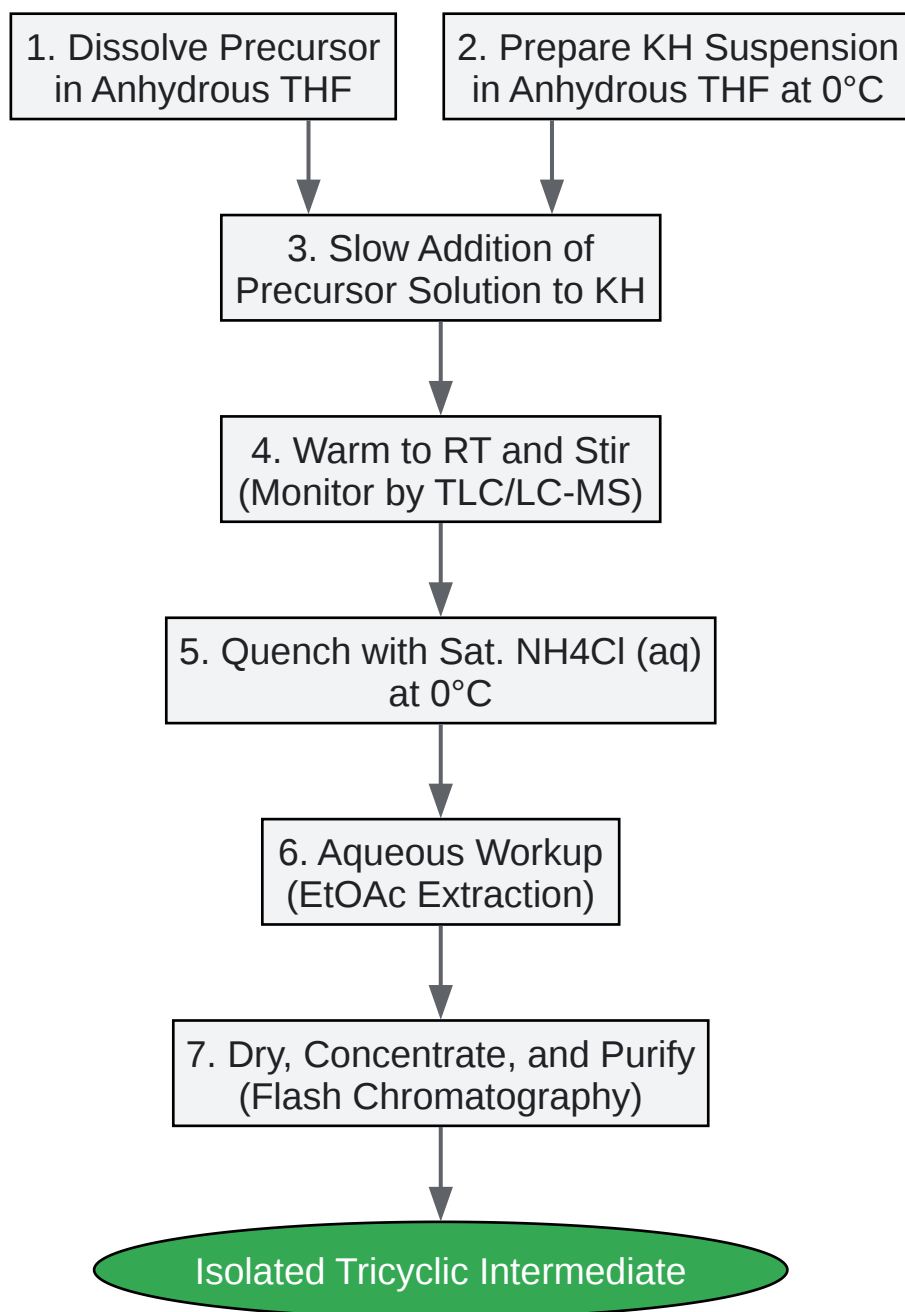 1. Dissolve Precursor
in Anhydrous THF
2. Prepare KH Suspension
in Anhydrous THF at 0°C
3. Slow Addition of
Precursor Solution to KH
4. Warm to RT and Stir
(Monitor by TLC/LC-MS)
5. Quench with Sat. NH4Cl (aq)
at 0°C
6. Aqueous Workup
(EtOAc Extraction)
7. Dry, Concentrate, and Purify
(Flash Chromatography)
Isolated Tricyclic Intermediate